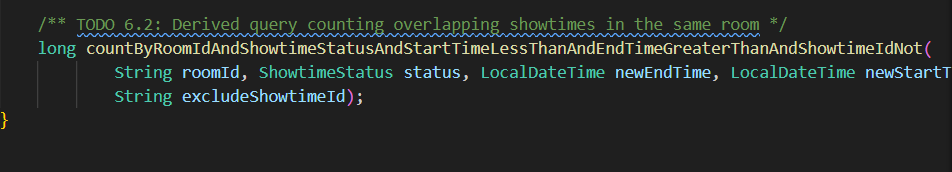 /** TODO 6.2: Derived query counting overlapping showtimes in the same room */
long countByRoomIdAndShowtimeStatusAndStartTimeLessThanAndEndTimeGreaterThanAndShowtimeIdNot(
String roomId, ShowtimeStatus status, LocalDateTime newEndTime, LocalDateTime newStartT
String excludeShowtimeId);
}